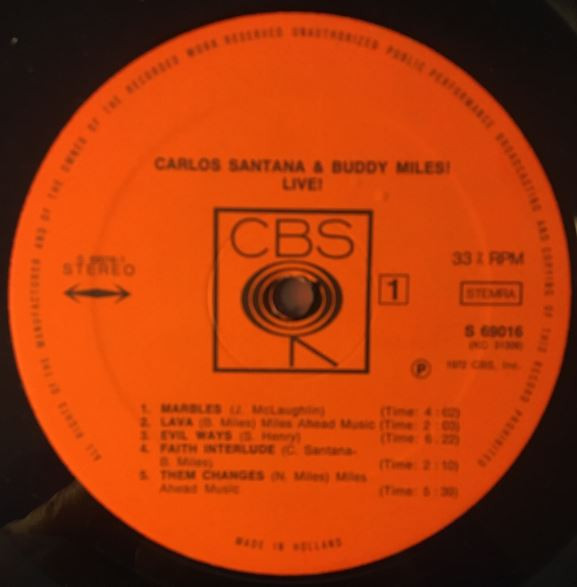 ALL RIGHTS OF THE MANUFACTURER AND OF THE OWNER OF THE RECORDED WORK RESERVED UNAUTHORIZED PUBLIC PERFORMANCE BROADCASTING AND COPYING OF THIS RECORD PROHIBITED
CARLOS SANTANA & BUDDY MILES!
LIVE!
CBS
STEREO
1
33 ⅓ RPM
STEMRA
S 69016
℗ 1972 CBS, Inc.
1. MARBLES (J. McLaughlin) (Time: 4:02)
2. LAVA (B. Miles) Miles Ahead Music (Time: 2:03)
3. EVIL WAYS (S. Henry) (Time: 6.22)
4. FAITH INTERLUDE (C. Santana-
B. Miles) (Time: 2:10)
5. THEM CHANGES (N. Miles) Miles
Ahead Music (Time: 5:39)
MADE IN HOLLAND